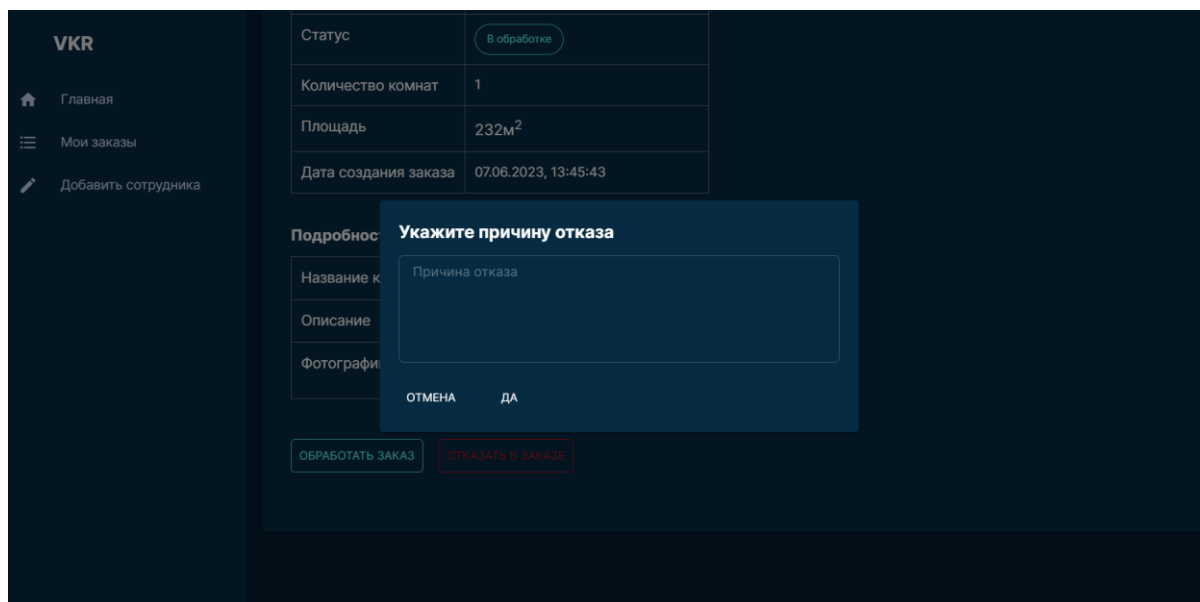 VKR
Главная
Мои заказы
Добавить сотрудника
Статус
В обработке
Количество комнат
1
Площадь
232м²
Дата создания заказа
07.06.2023, 13:45:43
Подробнос
Название к
Описание
Фотографи
Укажите причину отказа
Причина отказа
ОТМЕНА
ДА
ОБРАБОТАТЬ ЗАКАЗ
ОТКАЗАТЬ В ЗАКАЗЕ